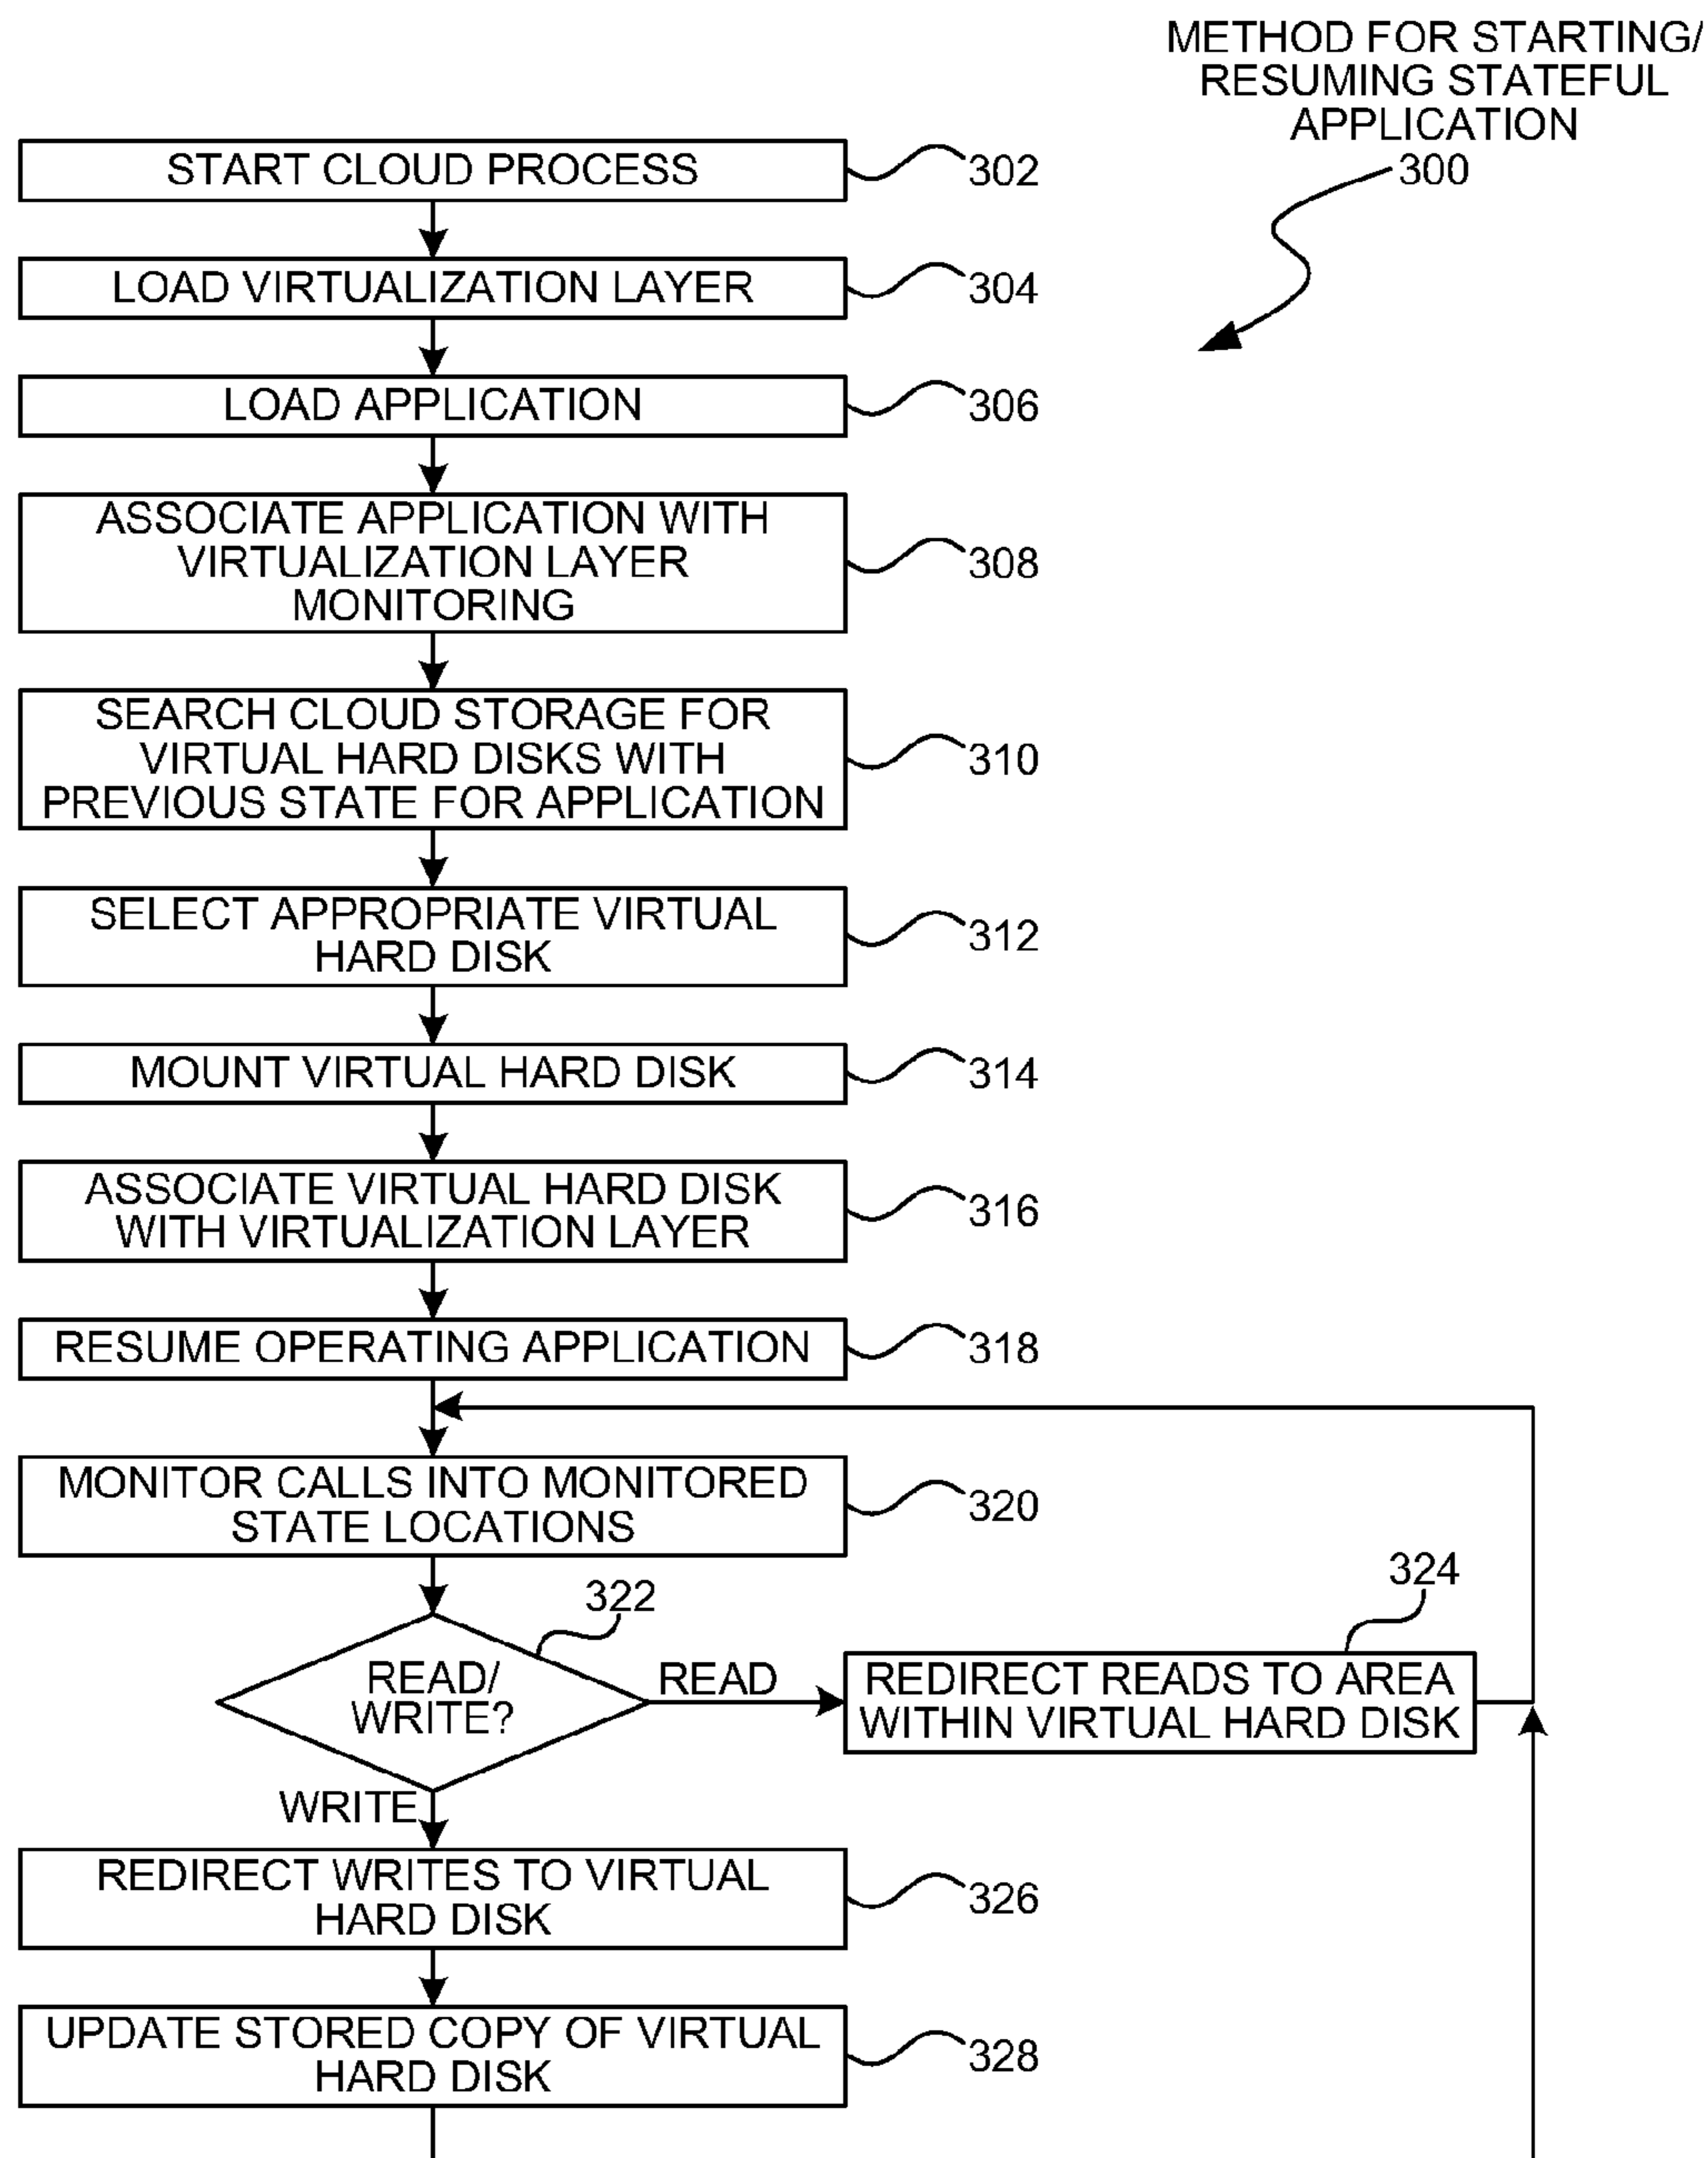 METHOD FOR STARTING/
RESUMING STATEFUL
APPLICATION
300
START CLOUD PROCESS
302
LOAD VIRTUALIZATION LAYER
304
LOAD APPLICATION
306
ASSOCIATE APPLICATION WITH
VIRTUALIZATION LAYER
MONITORING
308
SEARCH CLOUD STORAGE FOR
VIRTUAL HARD DISKS WITH
PREVIOUS STATE FOR APPLICATION
310
SELECT APPROPRIATE VIRTUAL
HARD DISK
312
MOUNT VIRTUAL HARD DISK
314
ASSOCIATE VIRTUAL HARD DISK
WITH VIRTUALIZATION LAYER
316
RESUME OPERATING APPLICATION
318
MONITOR CALLS INTO MONITORED
STATE LOCATIONS
320
322
READ/
WRITE?
READ
324
REDIRECT READS TO AREA
WITHIN VIRTUAL HARD DISK
WRITE
REDIRECT WRITES TO VIRTUAL
HARD DISK
326
UPDATE STORED COPY OF VIRTUAL
HARD DISK
328